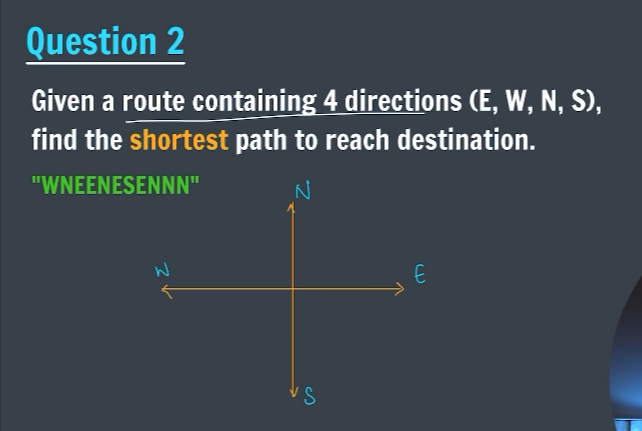 Question 2
Given a route containing 4 directions (E, W, N, S),
find the shortest path to reach destination.
"WNEENESENNN"
N
W
E
S